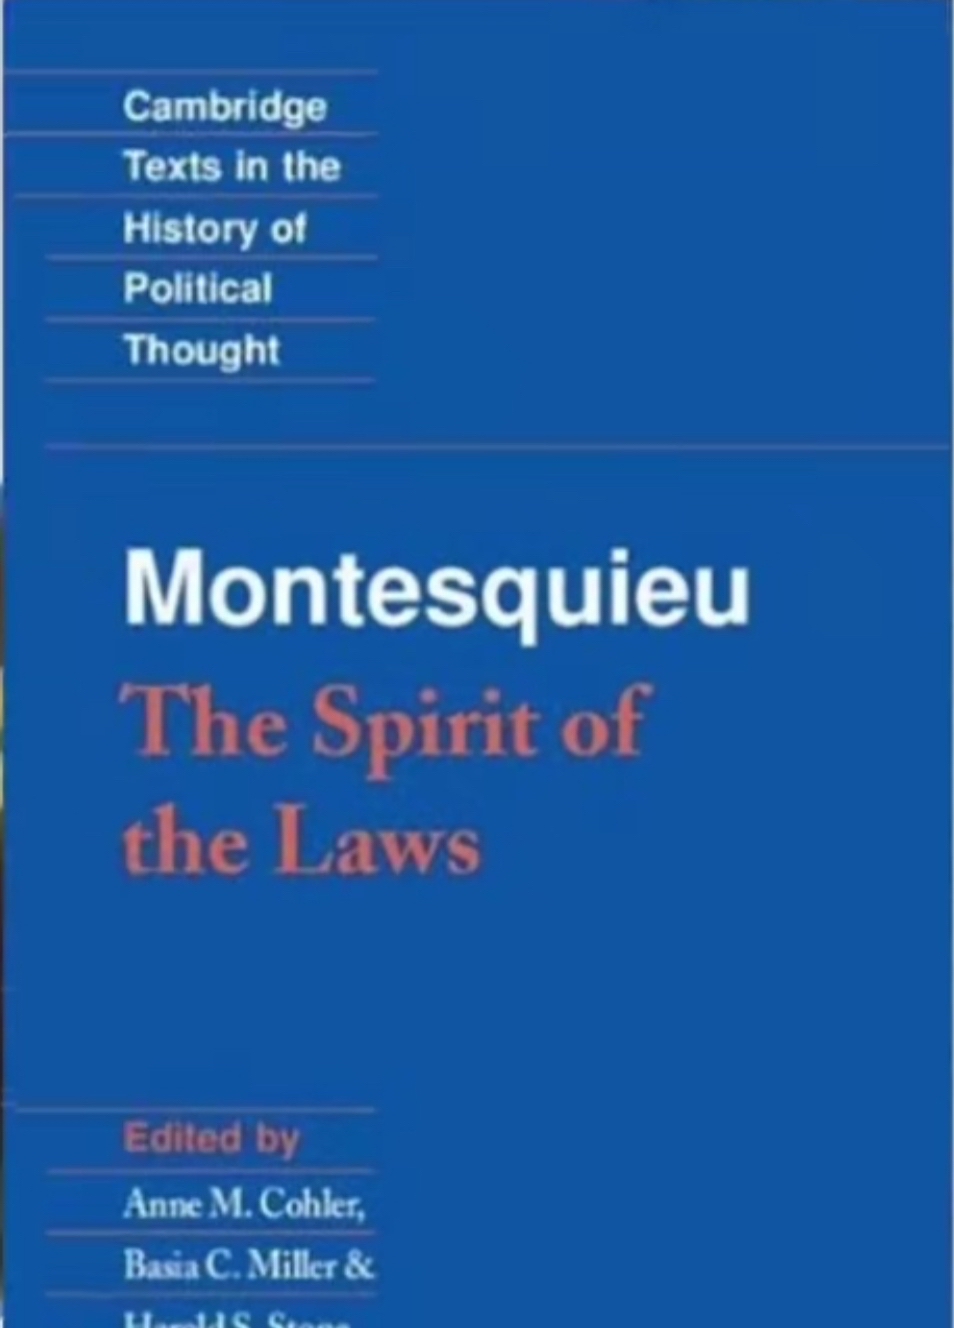 Cambridge
Texts in the
History of
Political
Thought
Montesquieu
The Spirit of
the Laws
Edited by
Anne M. Cohler,
Basia C. Miller &
Harold S. Stone